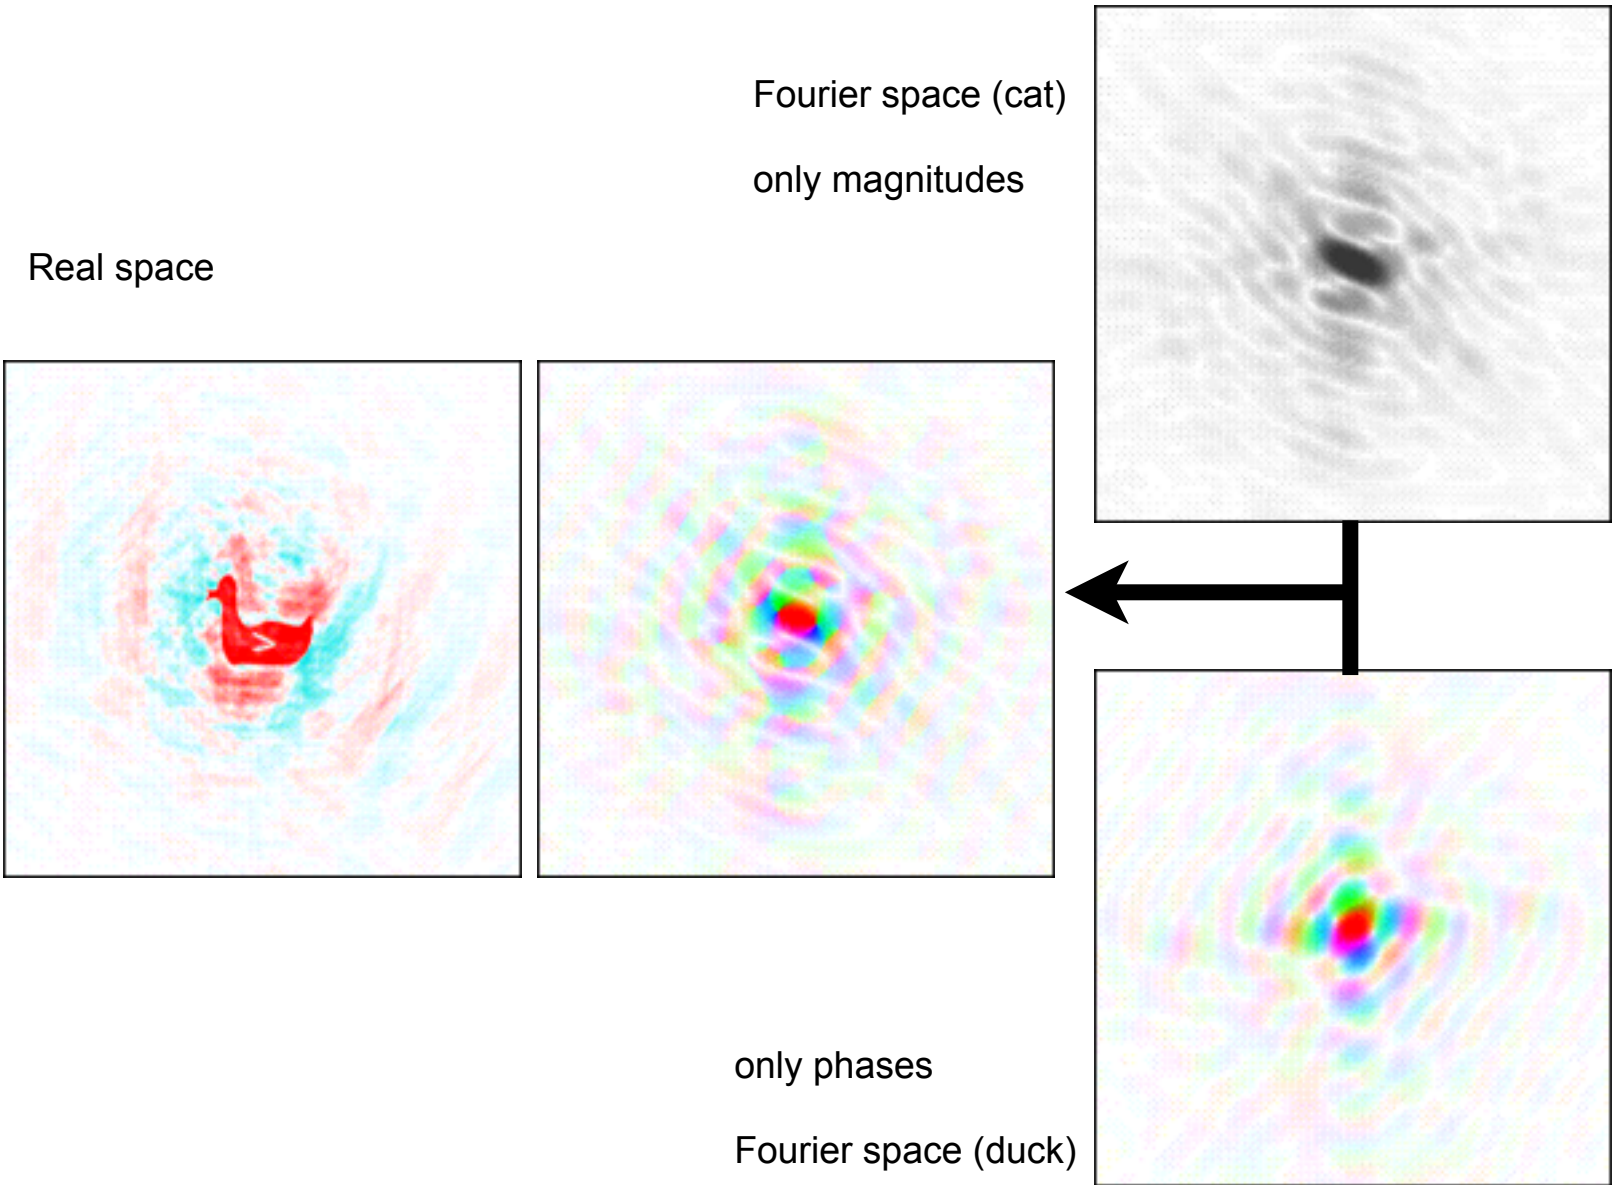 Fourier space (cat)
only magnitudes
Real space
only phases
Fourier space (duck)